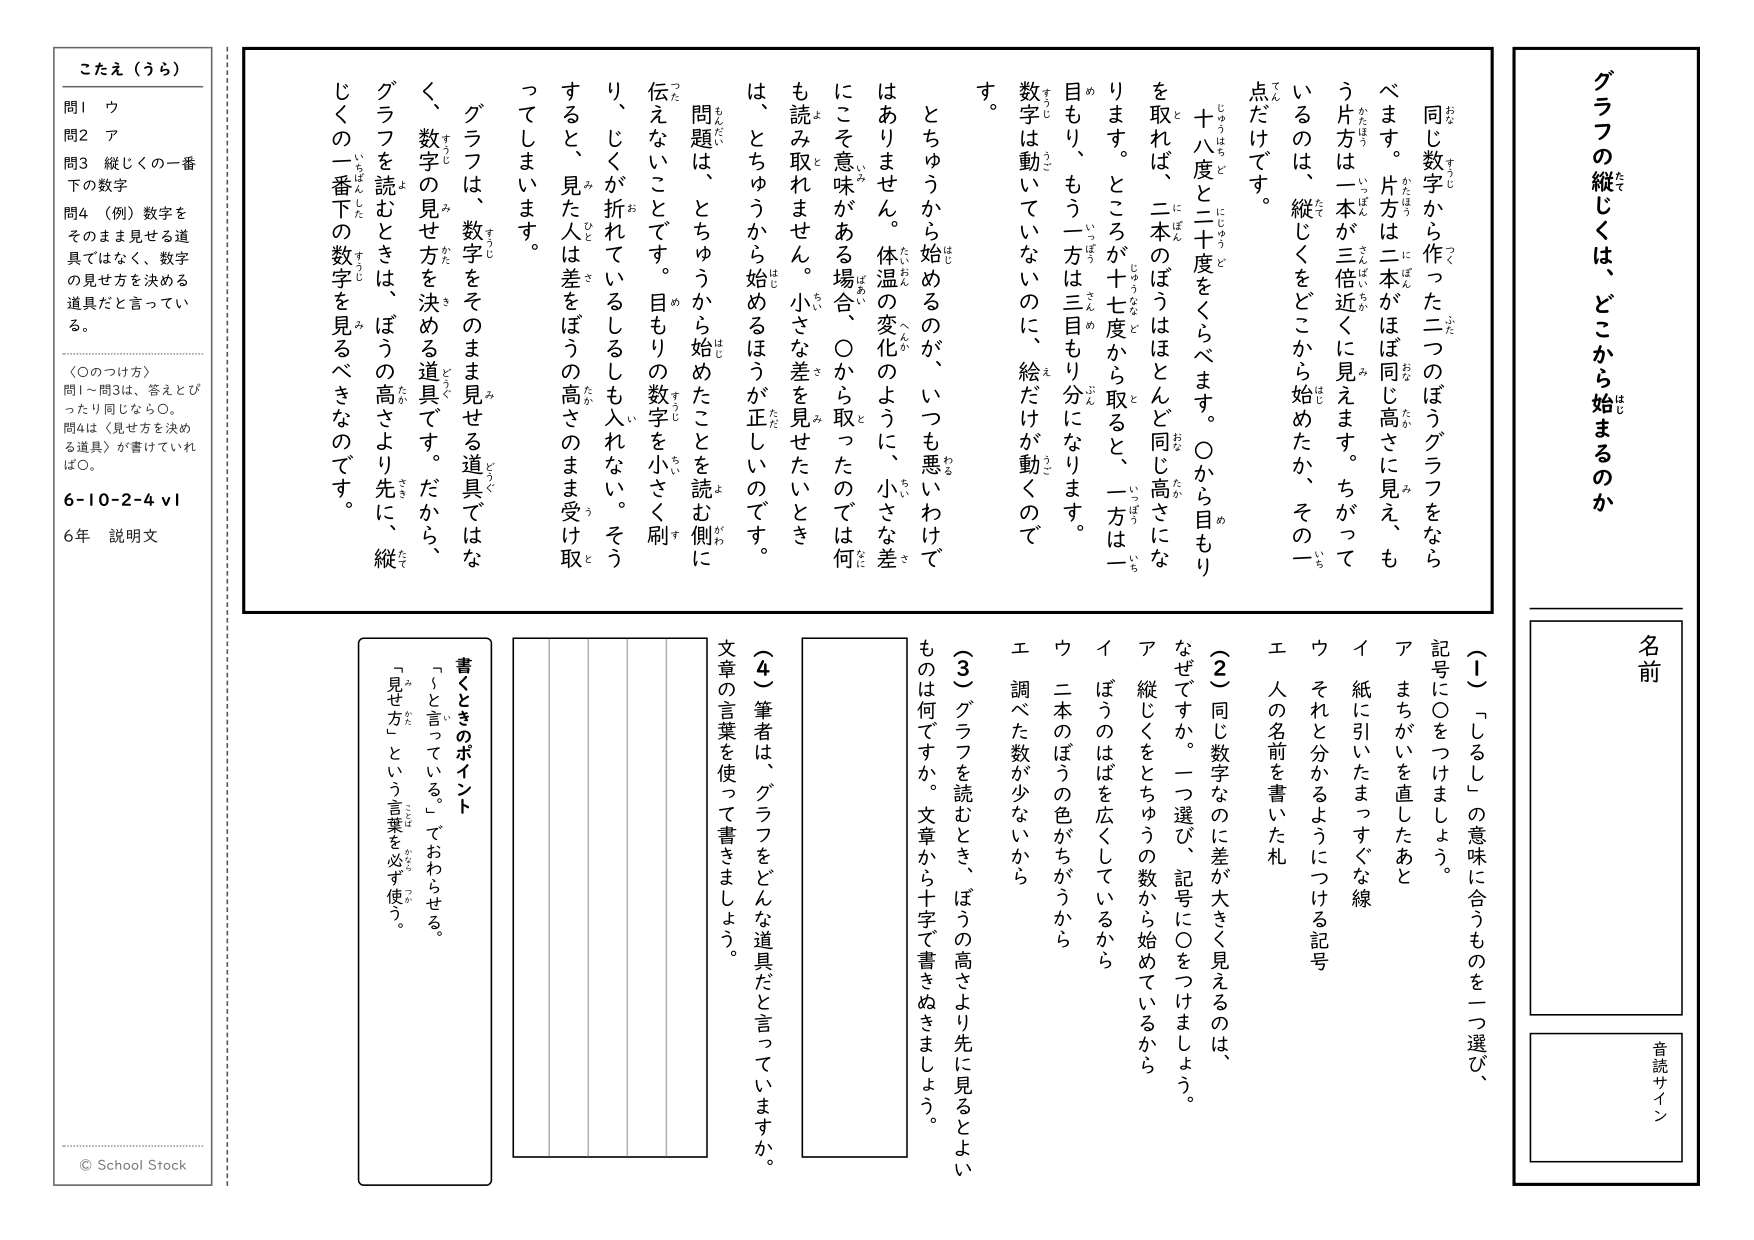 グラフの縦じくは、どこから始まるのか
名前
音読サイン
同じ数字から作った二つのぼうグラフをなら
べます。片方は二本がほぼ同じ高さに見え、も
う片方は一本が三倍近くに見えます。ちがって
いるのは、縦じくをどこから始めたか、その一
点だけです。
十八度と二十度をくらべます。〇から目もり
を取れば、二本のぼうはほとんど同じ高さにな
ります。ところが十七度から取ると、一方は一
目もり、もう一方は三目もり分になります。
数字は動いていないのに、絵だけが動くので
す。
とちゅうから始めるのが、いつも悪いわけで
はありません。体温の変化のように、小さな差
にこそ意味がある場合、〇から取ったのでは何
も読み取れません。小さな差を見せたいとき
は、とちゅうから始めるほうが正しいのです。
問題は、とちゅうから始めたことを読む側に
伝えないことです。目もりの数字を小さく刷
り、じくが折れているしるしも入れない。そう
すると、見た人は差をぼうの高さのまま受け取
ってしまいます。
グラフは、数字をそのまま見せる道具ではな
く、数字の見せ方を決める道具です。だから、
グラフを読むときは、ぼうの高さより先に、縦
じくの一番下の数字を見るべきなのです。
(1)「しるし」の意味に合うものを一つ選び、
記号に〇をつけましょう。
ア まちがいを直したあと
イ 紙に引いたまっすぐな線
ウ それと分かるようにつける記号
エ 人の名前を書いた札
(2)同じ数字なのに差が大きく見えるのは、
なぜですか。一つ選び、記号に〇をつけましょう。
ア 縦じくをとちゅうの数から始めているから
イ ぼうのはばを広くしているから
ウ 二本のぼうの色がちがうから
エ 調べた数が少ないから
(3)グラフを読むとき、ぼうの高さより先に見るとよい
ものは何ですか。文章から十字で書きぬきましょう。
(4)筆者は、グラフをどんな道具だと言っていますか。
文章の言葉を使って書きましょう。
書くときのポイント
「〜と言っている。」でおわらせる。
「見せ方」という言葉を必ず使う。
こたえ（うら）
問1 ウ
問2 ア
問3 縦じくの一番
下の数字
問4 （例）数字を
そのまま見せる道
具ではなく、数字
の見せ方を決める
道具だと言ってい
る。
〈〇のつけ方〉
問1〜問3は、答えとぴ
ったり同じなら〇。
問4は〈見せ方を決め
る道具〉が書けていれ
ば〇。
6-10-2-4 v1
6年 説明文
© School Stock